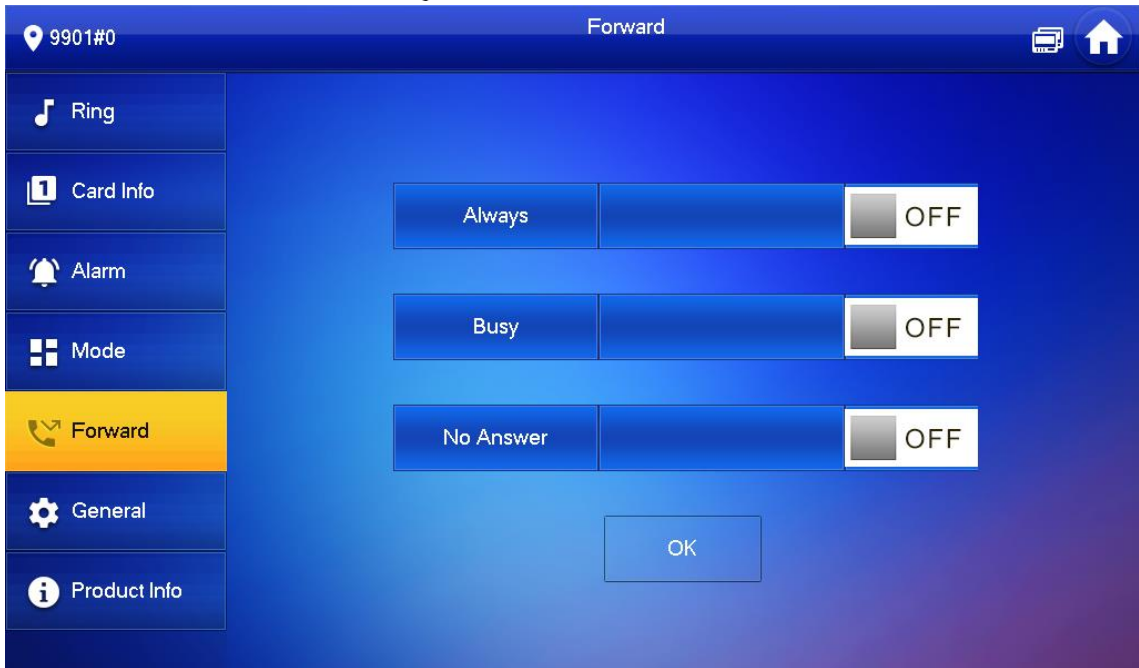 9901#0
Forward
Ring
Card Info
Alarm
Mode
Forward
General
Product Info
Always OFF
Busy OFF
No Answer OFF
OK